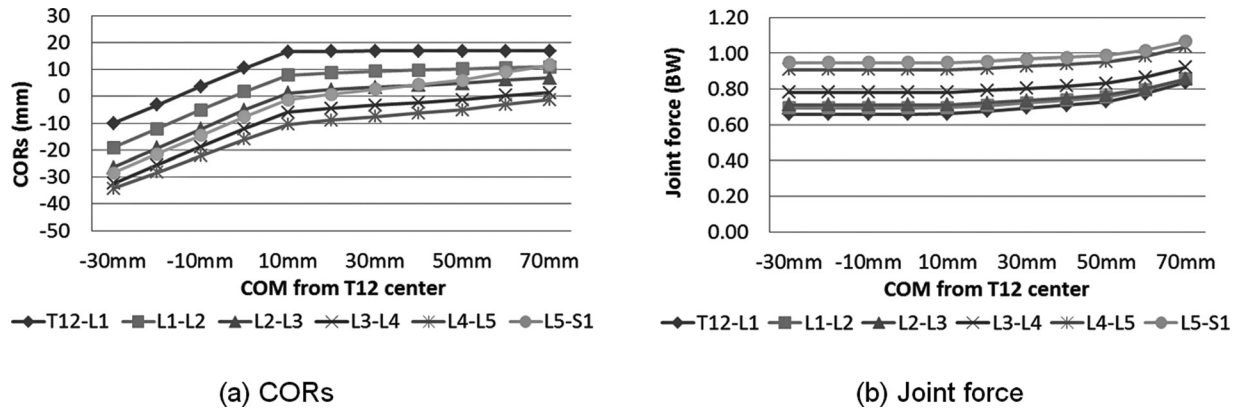 30
20
10
0
-10
-20
-30
-40
-50
CORs (mm)
-30mm -10mm 10mm 30mm 50mm 70mm
COM from T12 center
T12-L1 L1-L2 L2-L3 L3-L4 L4-L5 L5-S1
(a) CORs
1.20
1.00
0.80
0.60
0.40
0.20
0.00
Joint force (BW)
-30mm -10mm 10mm 30mm 50mm 70mm
COM from T12 center
T12-L1 L1-L2 L2-L3 L3-L4 L4-L5 L5-S1
(b) Joint force